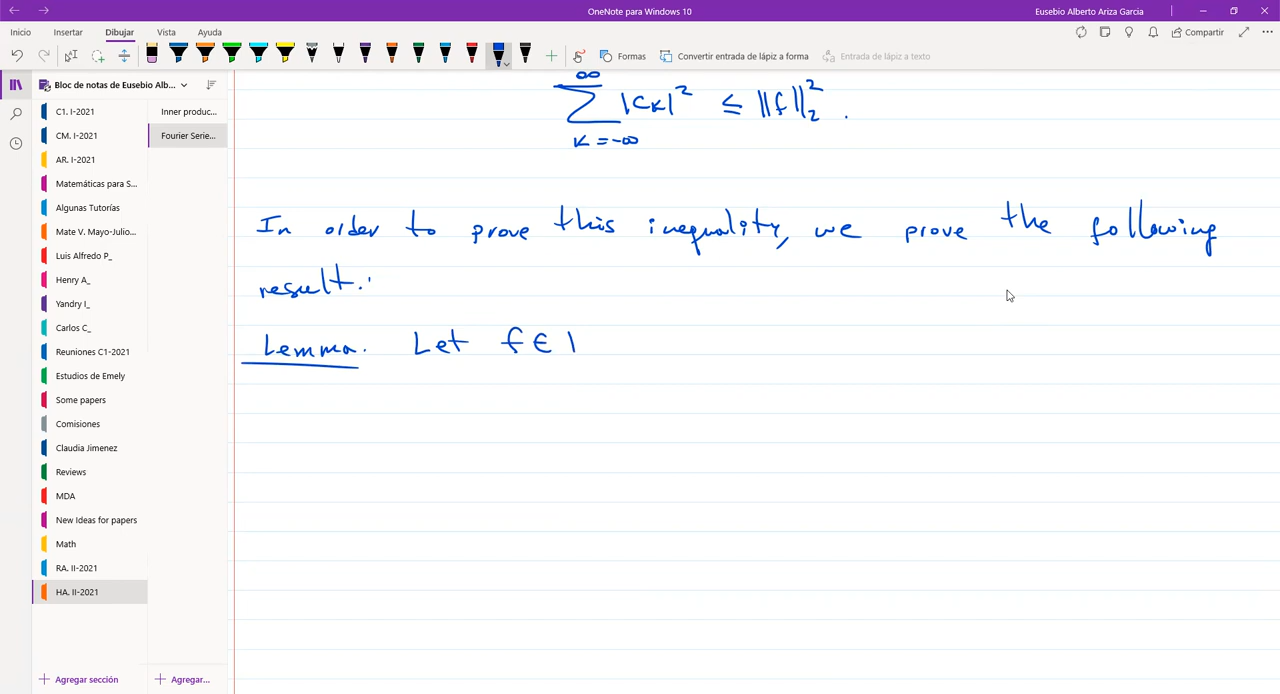 OneNote para Windows 10
Eusebio Alberto Ariza Garcia
Inicio
Insertar
Dibujar
Vista
Ayuda
Compartir
Formas
Convertir entrada de lápiz a forma
Entrada de lápiz a texto
Bloc de notas de Eusebio Alb...
C1. I-2021
CM. I-2021
AR. I-2021
Matemáticas para S...
Algunas Tutorías
Mate V. Mayo-Julio...
Luis Alfredo P_
Henry A_
Yandry I_
Carlos C_
Reuniones C1-2021
Estudios de Emely
Some papers
Comisiones
Claudia Jimenez
Reviews
MDA
New Ideas for papers
Math
RA. II-2021
HA. II-2021
Agregar sección
Inner produc...
Fourier Serie...
Agregar...
∞
∑ |Cκ|² ≤ ‖f‖₂².
κ = -∞
In order to prove this inequality, we prove the following
result:
Lemma. Let f ∈ |